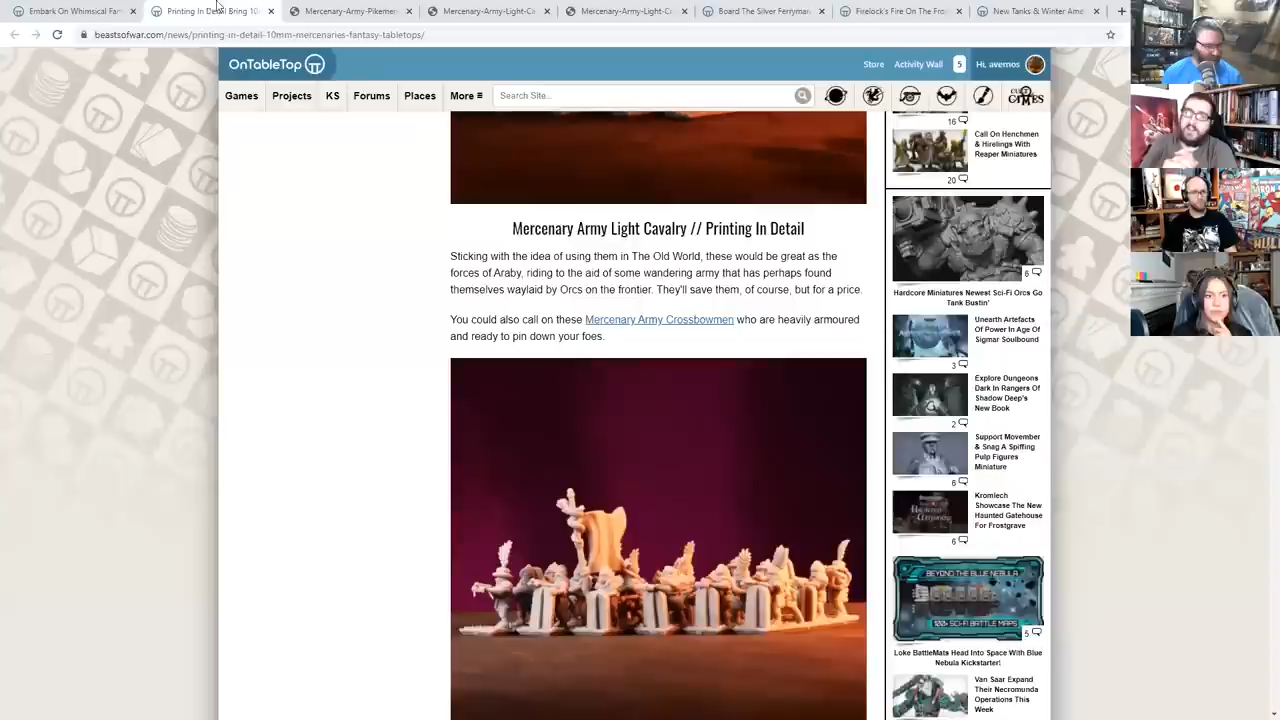 Embark On Whimsical Fan
Printing In Detail Bring 10
Mercenary-Army-Pikeme
Mercenary-Army-Light-Ca
Mercenary-Army-Light-C
Board The Silver Ferryman
Firelock's Fire On The Fro
New Tanks & Winter Ame
beastsofwar.com/news/printing-in-detail-10mm-mercenaries-fantasy-tabletops/
OnTableTop
Store
Activity Wall
5
Hi, avernos
Games
Projects
KS
Forums
Places
More
Search Site...
CULT OF GAMES
16
Call On Henchmen
& Hirelings With
Reaper Miniatures
20
Mercenary Army Light Cavalry // Printing In Detail
Sticking with the idea of using them in The Old World, these would be great as the
forces of Araby, riding to the aid of some wandering army that has perhaps found
themselves waylaid by Orcs on the frontier. They'll save them, of course, but for a price.
You could also call on these Mercenary Army Crossbowmen who are heavily armoured
and ready to pin down your foes.
6
Hardcore Miniatures Newest Sci-Fi Orcs Go
Tank Bustin'
Unearth Artefacts
Of Power In Age Of
Sigmar Soulbound
3
Explore Dungeons
Dark In Rangers Of
Shadow Deep's
New Book
2
Support Movember
& Snag A Spiffing
Pulp Figures
Miniature
6
Kromlech
Showcase The New
Haunted Gatehouse
For Frostgrave
6
BEYOND THE BLUE NEBULA
100+ SCI-FI BATTLE MAPS
5
Loke BattleMats Head Into Space With Blue
Nebula Kickstarter!
Van Saar Expand
Their Necromunda
Operations This
Week